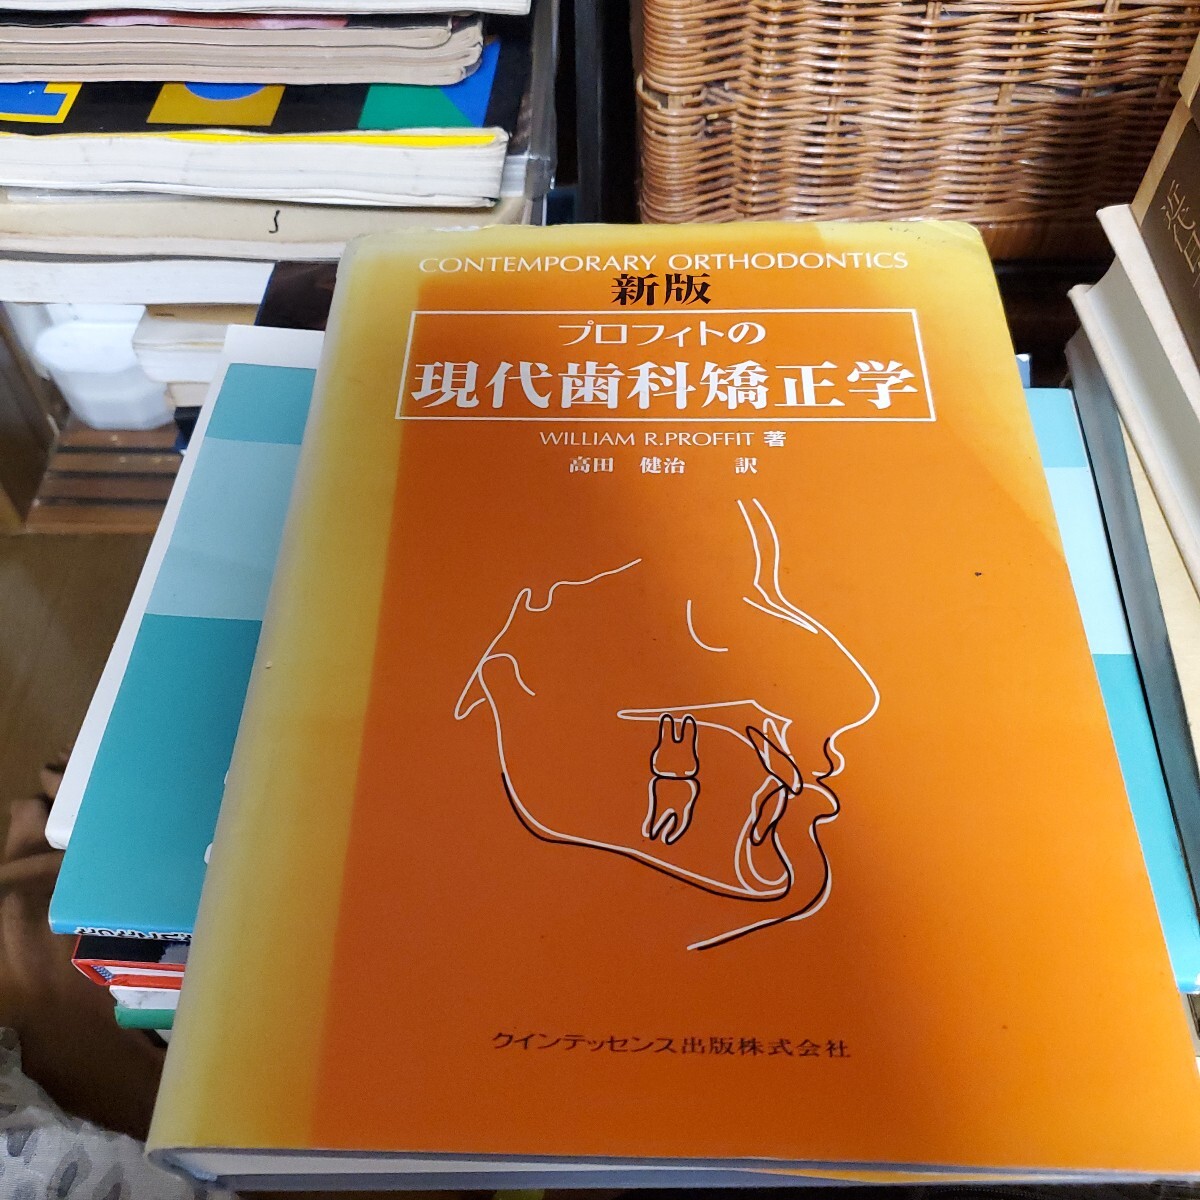 CONTEMPORARY ORTHODONTICS
新版
プロフィトの
現代歯科矯正学
WILLIAM R.PROFFIT 著
高田 健治 訳
クインテッセンス出版株式会社